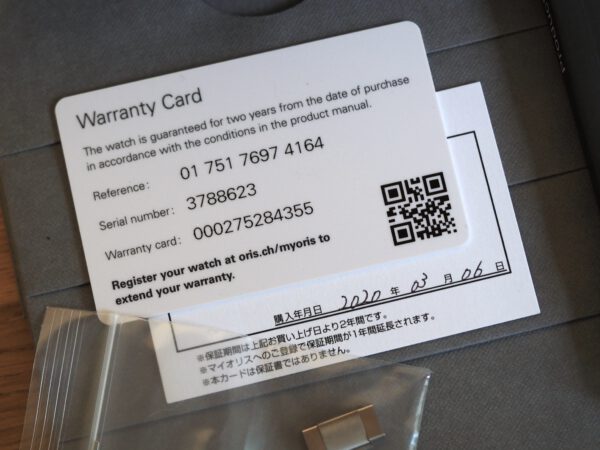 Warranty Card
The watch is guaranteed for two years from the date of purchase
in accordance with the conditions in the product manual.
Reference: 01 751 7697 4164
Serial number: 3788623
Warranty card: 000275284355
Register your watch at oris.ch/myoris to
extend your warranty.
購入年月日 2020 年 03 月 06 日
※保証期間は上記お買い上げ日より2年間です。
※マイオリスへのご登録で保証期間が1年間延長されます。
※本カードは保証書ではありません。